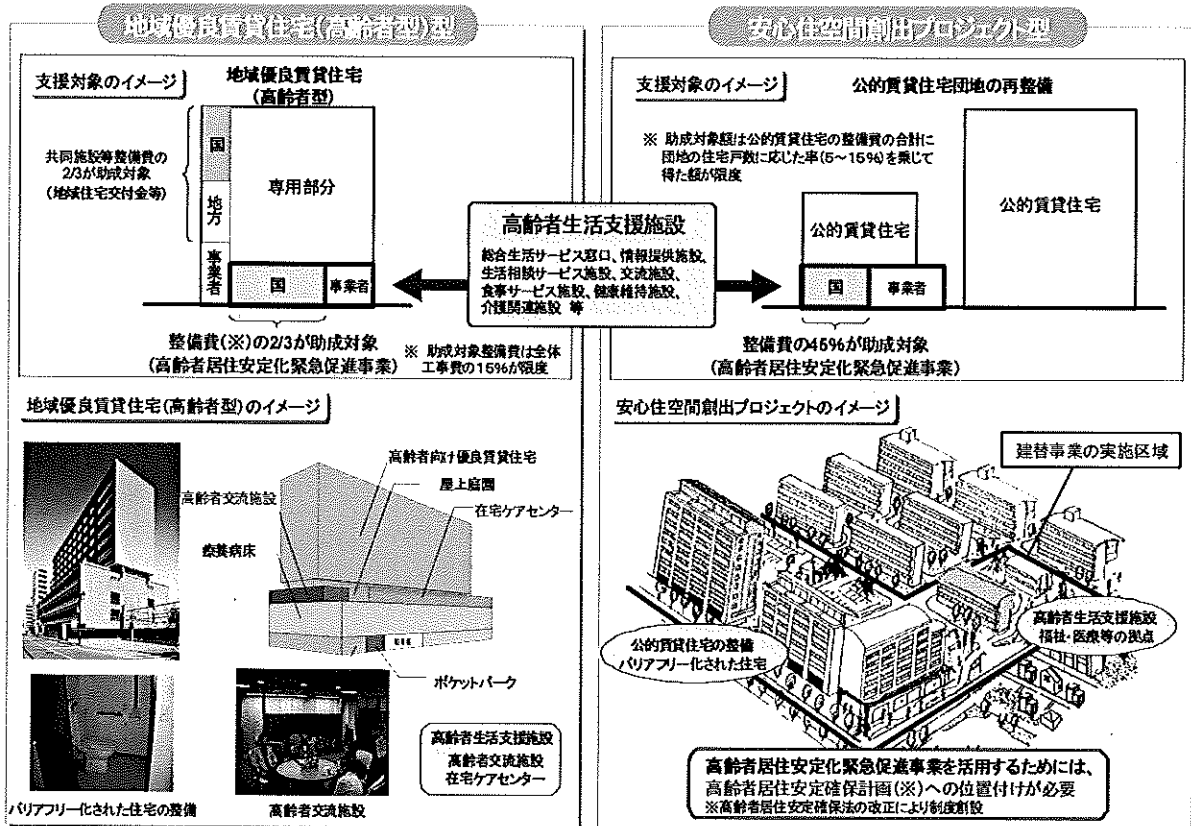 地域優良賃貸住宅(高齢者型)型
支援対象のイメージ
地域優良賃貸住宅
(高齢者型)
共同施設等整備費の
2/3が助成対象
(地域住宅交付金等)
国
地方
事業者
専用部分
国
事業者
整備費(※)の2/3が助成対象
(高齢者居住安定化緊急促進事業)
※ 助成対象整備費は全体
工事費の15%が限度
高齢者生活支援施設
総合生活サービス窓口、情報提供施設、
生活相談サービス施設、交流施設、
食事サービス施設、健康維持施設、
介護関連施設 等
地域優良賃貸住宅(高齢者型)のイメージ
高齢者向け優良賃貸住宅
屋上庭園
高齢者交流施設
在宅ケアセンター
療養病床
ポケットパーク
高齢者生活支援施設
高齢者交流施設
在宅ケアセンター
バリアフリー化された住宅の整備
高齢者交流施設
安心住空間創出プロジェクト型
支援対象のイメージ
公的賃貸住宅団地の再整備
※ 助成対象額は公的賃貸住宅の整備費の合計に
団地の住宅戸数に応じた率(5~15%)を乗じて
得た額が限度
公的賃貸住宅
公的賃貸住宅
国
事業者
整備費の45%が助成対象
(高齢者居住安定化緊急促進事業)
安心住空間創出プロジェクトのイメージ
建替事業の実施区域
高齢者生活支援施設
福祉・医療等の拠点
公的賃貸住宅の整備
バリアフリー化された住宅
高齢者居住安定化緊急促進事業を活用するためには、
高齢者居住安定確保計画(※)への位置付けが必要
※高齢者居住安定確保法の改正により制度創設